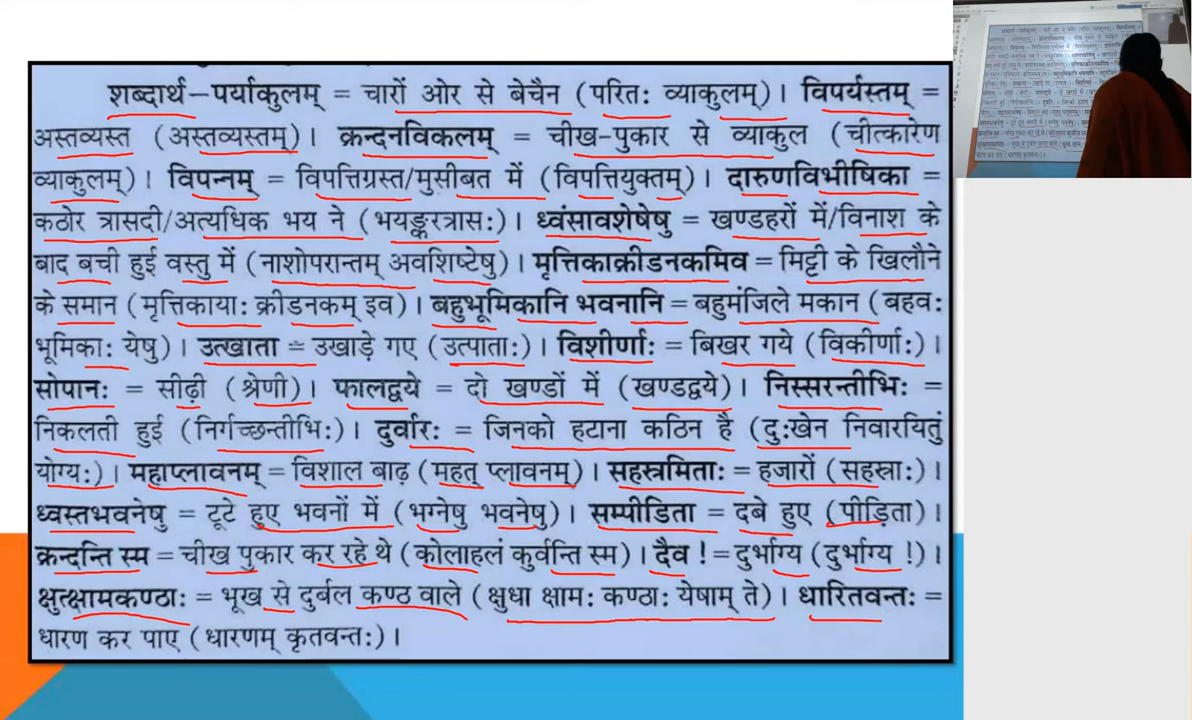 शब्दार्थ–पर्याकुलम् = चारों ओर से बेचैन (परितः व्याकुलम्)। विपर्यस्तम् =
अस्तव्यस्त (अस्तव्यस्तम्)। क्रन्दनविकलम् = चीख-पुकार से व्याकुल (चीत्कारेण
व्याकुलम्)। विपन्नम् = विपत्तिग्रस्त/मुसीबत में (विपत्तियुक्तम्)। दारुणविभीषिका =
कठोर त्रासदी/अत्यधिक भय ने (भयङ्करत्रासः)। ध्वंसावशेषेषु = खण्डहरों में/विनाश के
बाद बची हुई वस्तु में (नाशोपरान्तम् अवशिष्टेषु)। मृत्तिकाक्रीडनकमिव = मिट्टी के खिलौने
के समान (मृत्तिकायाः क्रीडनकम् इव)। बहुभूमिकानि भवनानि = बहुमंजिले मकान (बहवः
भूमिकाः येषु)। उत्खाता = उखाड़े गए (उत्पाताः)। विशीर्णाः = बिखर गये (विकीर्णाः)।
सोपानः = सीढ़ी (श्रेणी)। फालद्वये = दो खण्डों में (खण्डद्वये)। निस्सरन्तीभिः =
निकलती हुई (निर्गच्छन्तीभिः)। दुर्वारः = जिनको हटाना कठिन है (दुःखेन निवारयितुं
योग्यः)। महाप्लावनम् = विशाल बाढ़ (महत् प्लावनम्)। सहस्रमिताः = हजारों (सहस्त्राः)।
ध्वस्तभवनेषु = टूटे हुए भवनों में (भग्नेषु भवनेषु)। सम्पीडिता = दबे हुए (पीड़िता)।
क्रन्दन्ति स्म = चीख पुकार कर रहे थे (कोलाहलं कुर्वन्ति स्म)। दैव ! = दुर्भाग्य (दुर्भाग्य !)।
क्षुत्क्षामकण्ठाः = भूख से दुर्बल कण्ठ वाले (क्षुधा क्षामः कण्ठाः येषाम् ते)। धारितवन्तः =
धारण कर पाए (धारणम् कृतवन्तः)।